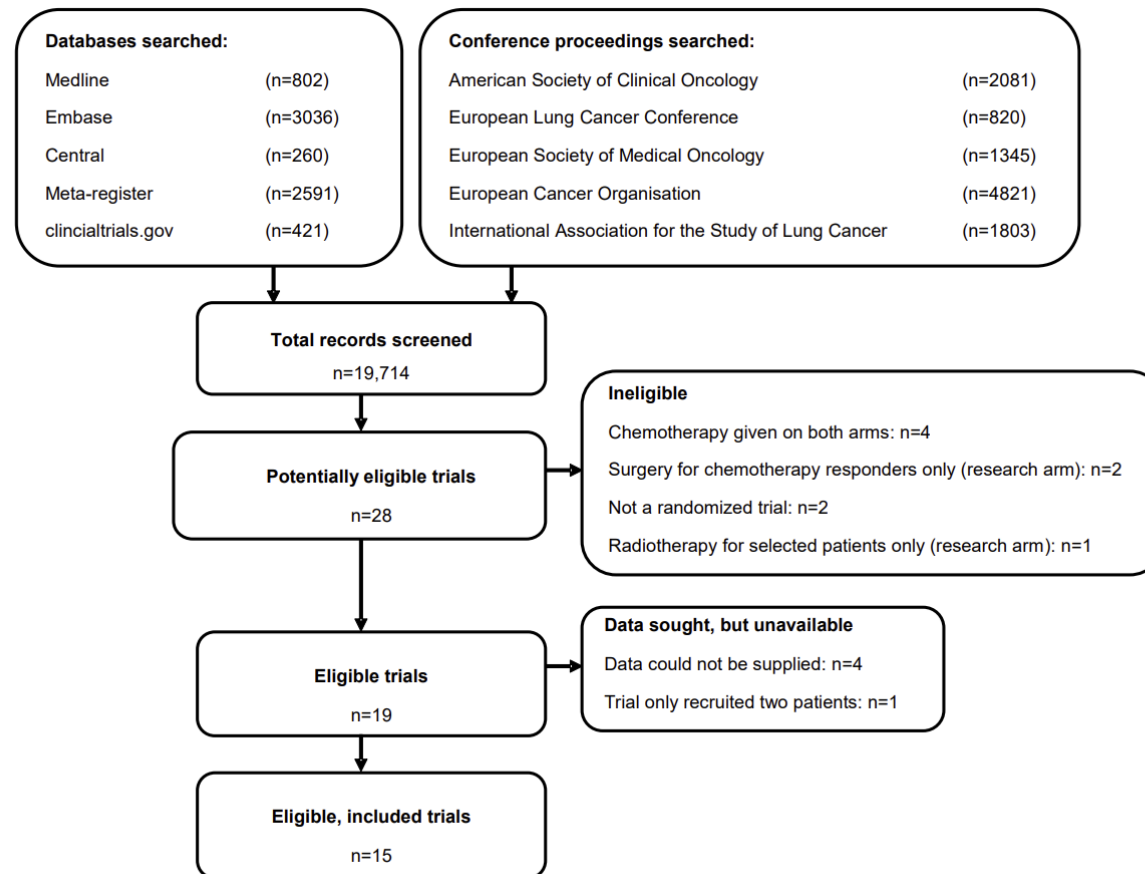 Databases searched:
Medline (n=802)
Embase (n=3036)
Central (n=260)
Meta-register (n=2591)
clincialtrials.gov (n=421)
Conference proceedings searched:
American Society of Clinical Oncology (n=2081)
European Lung Cancer Conference (n=820)
European Society of Medical Oncology (n=1345)
European Cancer Organisation (n=4821)
International Association for the Study of Lung Cancer (n=1803)
Total records screened
n=19,714
Potentially eligible trials
n=28
Ineligible
Chemotherapy given on both arms: n=4
Surgery for chemotherapy responders only (research arm): n=2
Not a randomized trial: n=2
Radiotherapy for selected patients only (research arm): n=1
Eligible trials
n=19
Data sought, but unavailable
Data could not be supplied: n=4
Trial only recruited two patients: n=1
Eligible, included trials
n=15